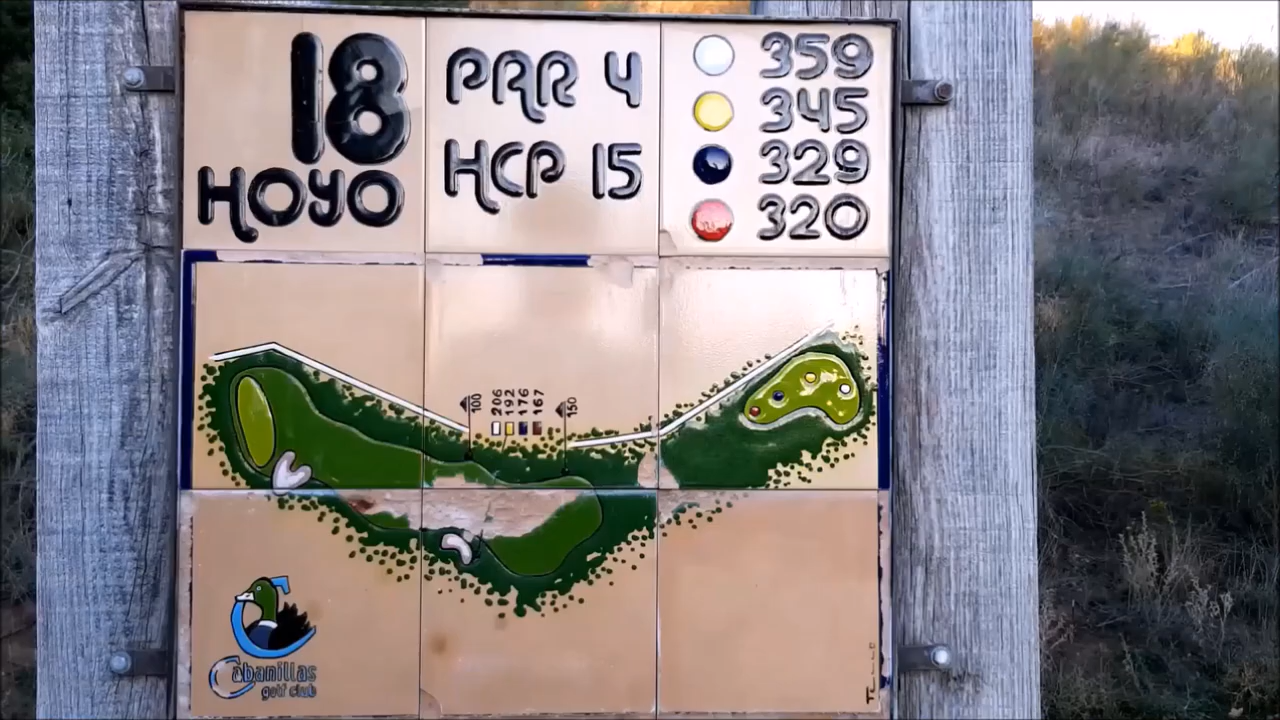 18
HOYO
PAR 4
HCP 15
359
345
329
320
100
206
192
176
167
150
Cabanillas
golf club